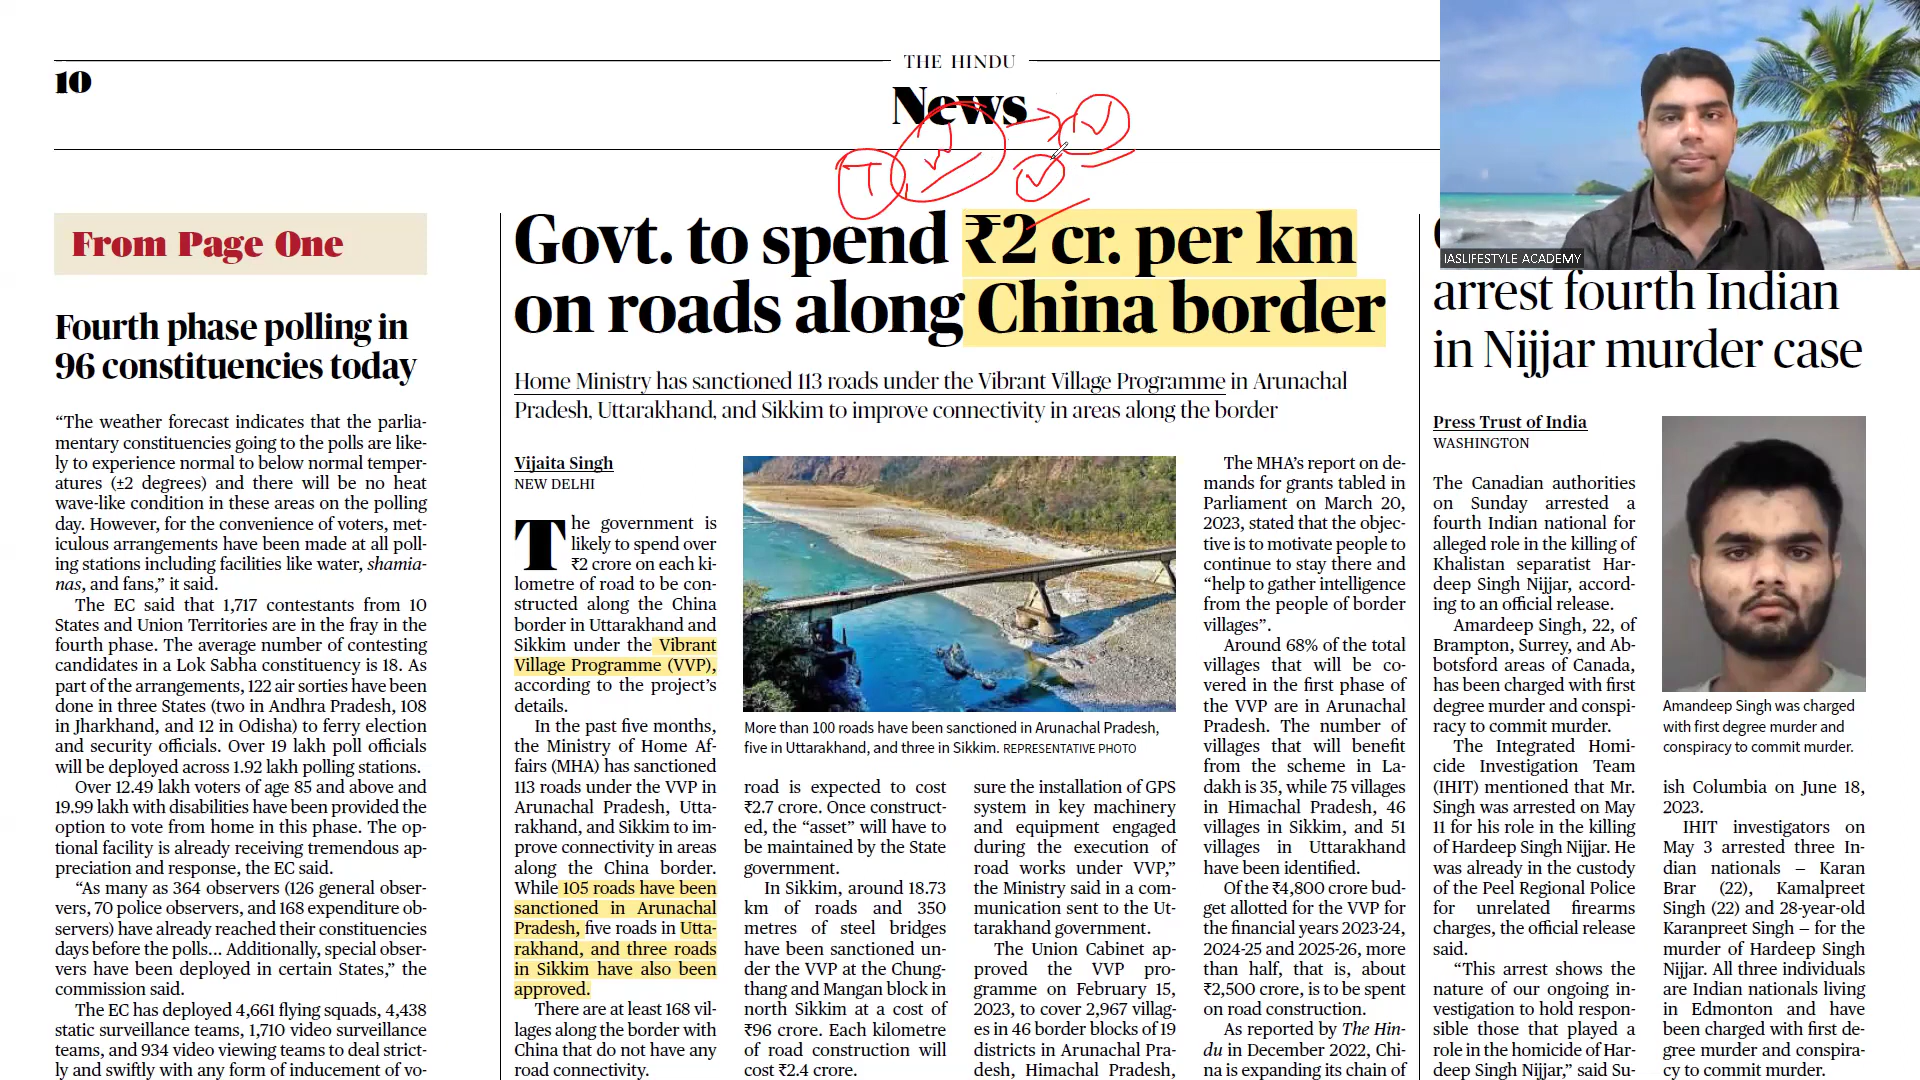 THE HINDU
10
News
T
IASLIFESTYLE ACADEMY
From Page One
Fourth phase polling in
96 constituencies today
“The weather forecast indicates that the parlia-
mentary constituencies going to the polls are like-
ly to experience normal to below normal temper-
atures (±2 degrees) and there will be no heat
wave-like condition in these areas on the polling
day. However, for the convenience of voters, met-
iculous arrangements have been made at all poll-
ing stations including facilities like water, shamia-
nas, and fans,” it said.
The EC said that 1,717 contestants from 10
States and Union Territories are in the fray in the
fourth phase. The average number of contesting
candidates in a Lok Sabha constituency is 18. As
part of the arrangements, 122 air sorties have been
done in three States (two in Andhra Pradesh, 108
in Jharkhand, and 12 in Odisha) to ferry election
and security officials. Over 19 lakh poll officials
will be deployed across 1.92 lakh polling stations.
Over 12.49 lakh voters of age 85 and above and
19.99 lakh with disabilities have been provided the
option to vote from home in this phase. The op-
tional facility is already receiving tremendous ap-
preciation and response, the EC said.
“As many as 364 observers (126 general obser-
vers, 70 police observers, and 168 expenditure ob-
servers) have already reached their constituencies
days before the polls... Additionally, special obser-
vers have been deployed in certain States,” the
commission said.
The EC has deployed 4,661 flying squads, 4,438
static surveillance teams, 1,710 video surveillance
teams, and 934 video viewing teams to deal strict-
ly and swiftly with any form of inducement of vo-
Govt. to spend ₹2 cr. per km
on roads along China border
Home Ministry has sanctioned 113 roads under the Vibrant Village Programme in Arunachal
Pradesh, Uttarakhand, and Sikkim to improve connectivity in areas along the border
Vijaita Singh
NEW DELHI
The government is
likely to spend over
₹2 crore on each ki-
lometre of road to be con-
structed along the China
border in Uttarakhand and
Sikkim under the Vibrant
Village Programme (VVP),
according to the project’s
details.
In the past five months,
the Ministry of Home Af-
fairs (MHA) has sanctioned
113 roads under the VVP in
Arunachal Pradesh, Utta-
rakhand, and Sikkim to im-
prove connectivity in areas
along the China border.
While 105 roads have been
sanctioned in Arunachal
Pradesh, five roads in Utta-
rakhand, and three roads
in Sikkim have also been
approved.
There are at least 168 vil-
lages along the border with
China that do not have any
road connectivity.
More than 100 roads have been sanctioned in Arunachal Pradesh,
five in Uttarakhand, and three in Sikkim. REPRESENTATIVE PHOTO
road is expected to cost
₹2.7 crore. Once construct-
ed, the “asset” will have to
be maintained by the State
government.
In Sikkim, around 18.73
km of roads and 350
metres of steel bridges
have been sanctioned un-
der the VVP at the Chung-
thang and Mangan block in
north Sikkim at a cost of
₹96 crore. Each kilometre
of road construction will
cost ₹2.4 crore.
sure the installation of GPS
system in key machinery
and equipment engaged
during the execution of
road works under VVP,”
the Ministry said in a com-
munication sent to the Ut-
tarakhand government.
The Union Cabinet ap-
proved the VVP pro-
gramme on February 15,
2023, to cover 2,967 villag-
es in 46 border blocks of 19
districts in Arunachal Pra-
desh, Himachal Pradesh,
The MHA’s report on de-
mands for grants tabled in
Parliament on March 20,
2023, stated that the objec-
tive is to motivate people to
continue to stay there and
“help to gather intelligence
from the people of border
villages”.
Around 68% of the total
villages that will be co-
vered in the first phase of
the VVP are in Arunachal
Pradesh. The number of
villages that will benefit
from the scheme in La-
dakh is 35, while 75 villages
in Himachal Pradesh, 46
villages in Sikkim, and 51
villages in Uttarakhand
have been identified.
Of the ₹4,800 crore bud-
get allotted for the VVP for
the financial years 2023-24,
2024-25 and 2025-26, more
than half, that is, about
₹2,500 crore, is to be spent
on road construction.
As reported by The Hin-
du in December 2022, Chi-
na is expanding its chain of
arrest fourth Indian
in Nijjar murder case
Press Trust of India
WASHINGTON
The Canadian authorities
on Sunday arrested a
fourth Indian national for
alleged role in the killing of
Khalistan separatist Har-
deep Singh Nijjar, accord-
ing to an official release.
Amardeep Singh, 22, of
Brampton, Surrey, and Ab-
botsford areas of Canada,
has been charged with first
degree murder and conspi-
racy to commit murder.
The Integrated Homi-
cide Investigation Team
(IHIT) mentioned that Mr.
Singh was arrested on May
11 for his role in the killing
of Hardeep Singh Nijjar. He
was already in the custody
of the Peel Regional Police
for unrelated firearms
charges, the official release
said.
“This arrest shows the
nature of our ongoing in-
vestigation to hold respon-
sible those that played a
role in the homicide of Har-
deep Singh Nijjar,” said Su-
Amandeep Singh was charged
with first degree murder and
conspiracy to commit murder.
ish Columbia on June 18,
2023.
IHIT investigators on
May 3 arrested three In-
dian nationals – Karan
Brar (22), Kamalpreet
Singh (22) and 28-year-old
Karanpreet Singh – for the
murder of Hardeep Singh
Nijjar. All three individuals
are Indian nationals living
in Edmonton and have
been charged with first de-
gree murder and conspira-
cy to commit murder.